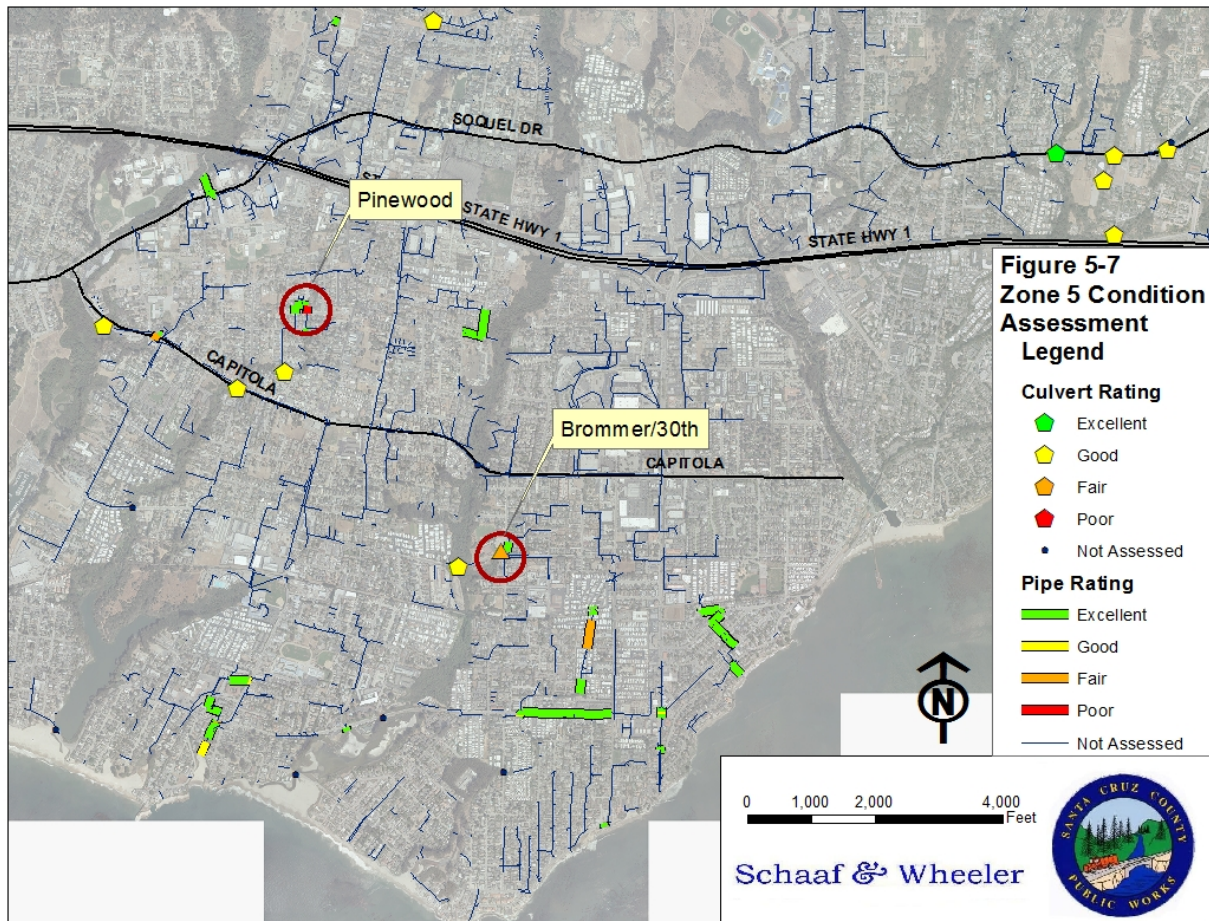 SOQUEL DR
Pinewood
STATE HWY 1
STATE HWY 1
CAPITOLA
Brommer/30th
CAPITOLA
Figure 5-7
Zone 5 Condition
Assessment
Legend
Culvert Rating
Excellent
Good
Fair
Poor
Not Assessed
Pipe Rating
Excellent
Good
Fair
Poor
Not Assessed
N
0 1,000 2,000 4,000
Feet
Schaaf & Wheeler
SANTA CRUZ COUNTY
PUBLIC WORKS